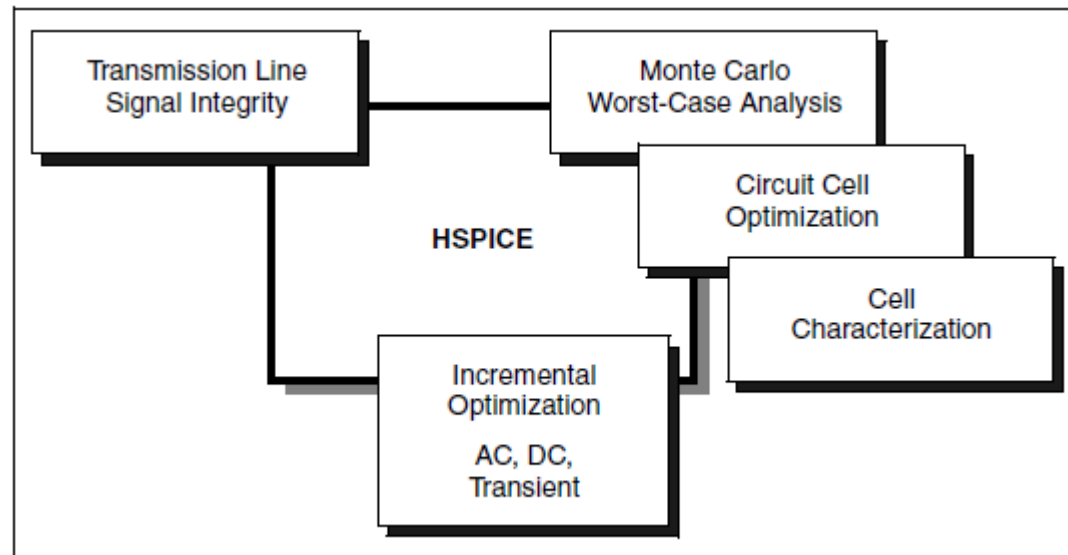 Transmission Line
Signal Integrity
Monte Carlo
Worst-Case Analysis
Circuit Cell
Optimization
HSPICE
Cell
Characterization
Incremental
Optimization
AC, DC,
Transient